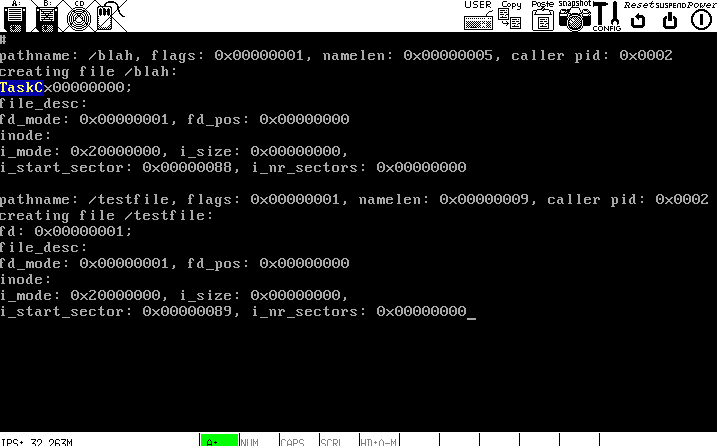 A: B: CD USER Copy Paste Snapshot CONFIG Reset SUSPEND Power
#
pathname: /blah, flags: 0x00000001, namelen: 0x00000005, caller pid: 0x0002
creating file /blah:
TaskCx00000000;
file_desc:
fd_mode: 0x00000001, fd_pos: 0x00000000
inode:
i_mode: 0x20000000, i_size: 0x00000000,
i_start_sector: 0x00000088, i_nr_sectors: 0x00000000
pathname: /testfile, flags: 0x00000001, namelen: 0x00000009, caller pid: 0x0002
creating file /testfile:
fd: 0x00000001;
file_desc:
fd_mode: 0x00000001, fd_pos: 0x00000000
inode:
i_mode: 0x20000000, i_size: 0x00000000,
i_start_sector: 0x00000089, i_nr_sectors: 0x00000000_
IPS: 32.263M A: NUM CAPS SCRL HD:0-M